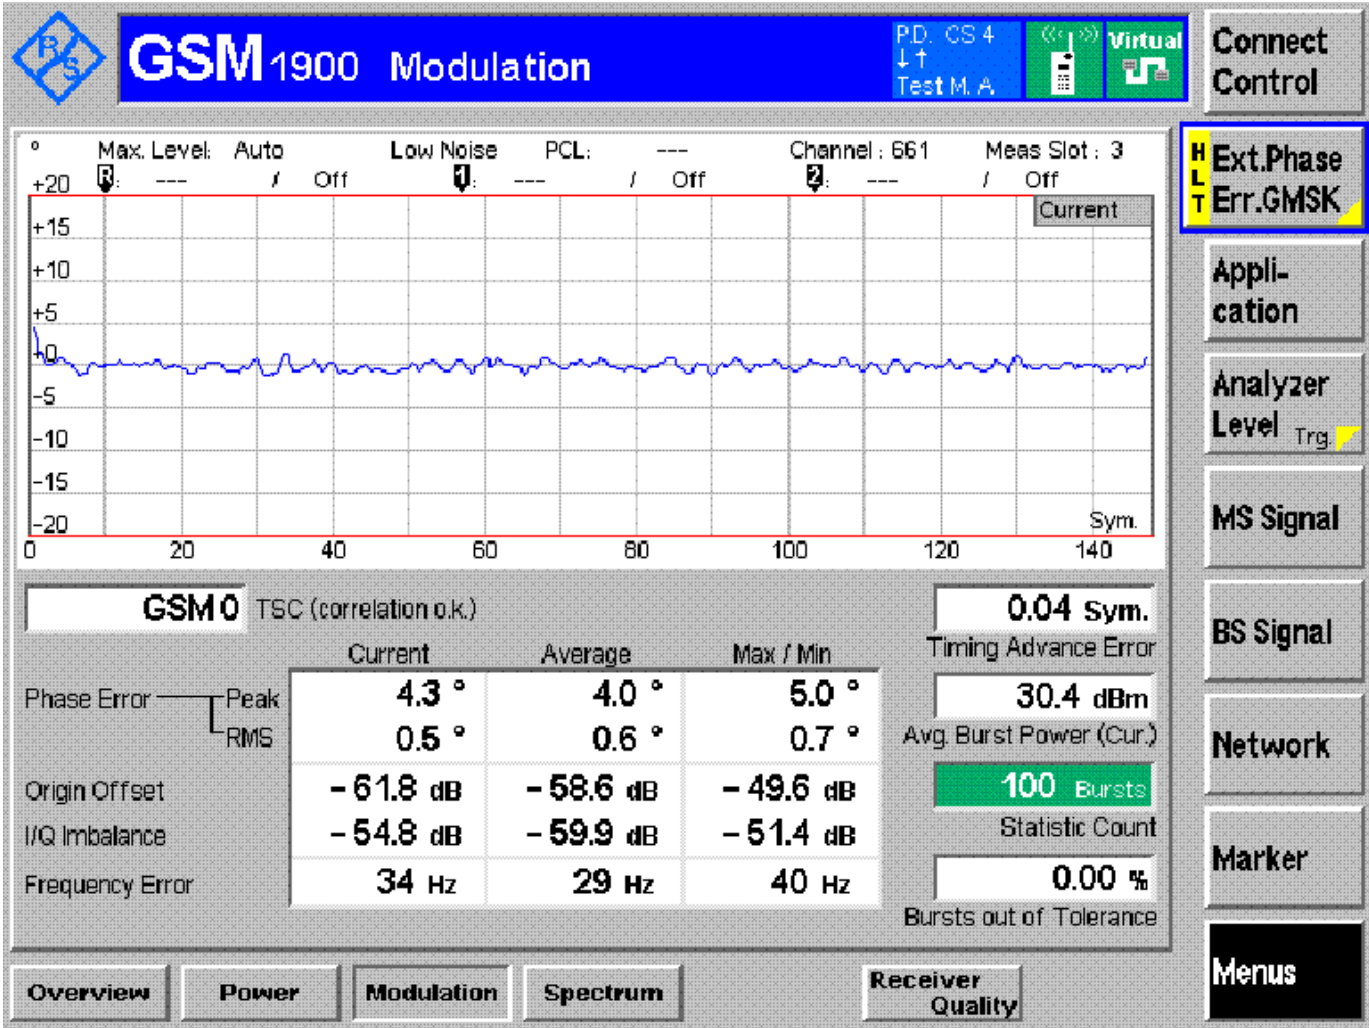 R&S
GSM 1900 Modulation
P.D. CS 4
↓↑
Test M. A.
Virtual
Connect Control
° Max. Level: Auto Low Noise PCL: --- Channel : 661 Meas Slot : 3
R: --- / Off 1: --- / Off 2: --- / Off
Current
+20
+15
+10
+5
+0
-5
-10
-15
-20
Sym.
0 20 40 60 80 100 120 140
GSM 0 TSC (correlation o.k.)
Current Average Max / Min
Phase Error Peak 4.3 ° 4.0 ° 5.0 °
RMS 0.5 ° 0.6 ° 0.7 °
Origin Offset – 61.8 dB – 58.6 dB – 49.6 dB
I/Q Imbalance – 54.8 dB – 59.9 dB – 51.4 dB
Frequency Error 34 Hz 29 Hz 40 Hz
0.04 Sym.
Timing Advance Error
30.4 dBm
Avg. Burst Power (Cur.)
100 Bursts
Statistic Count
0.00 %
Bursts out of Tolerance
HLT
Ext.Phase
Err.GMSK
Appli-
cation
Analyzer
Level Trg.
MS Signal
BS Signal
Network
Marker
Menus
Overview Power Modulation Spectrum Receiver
Quality